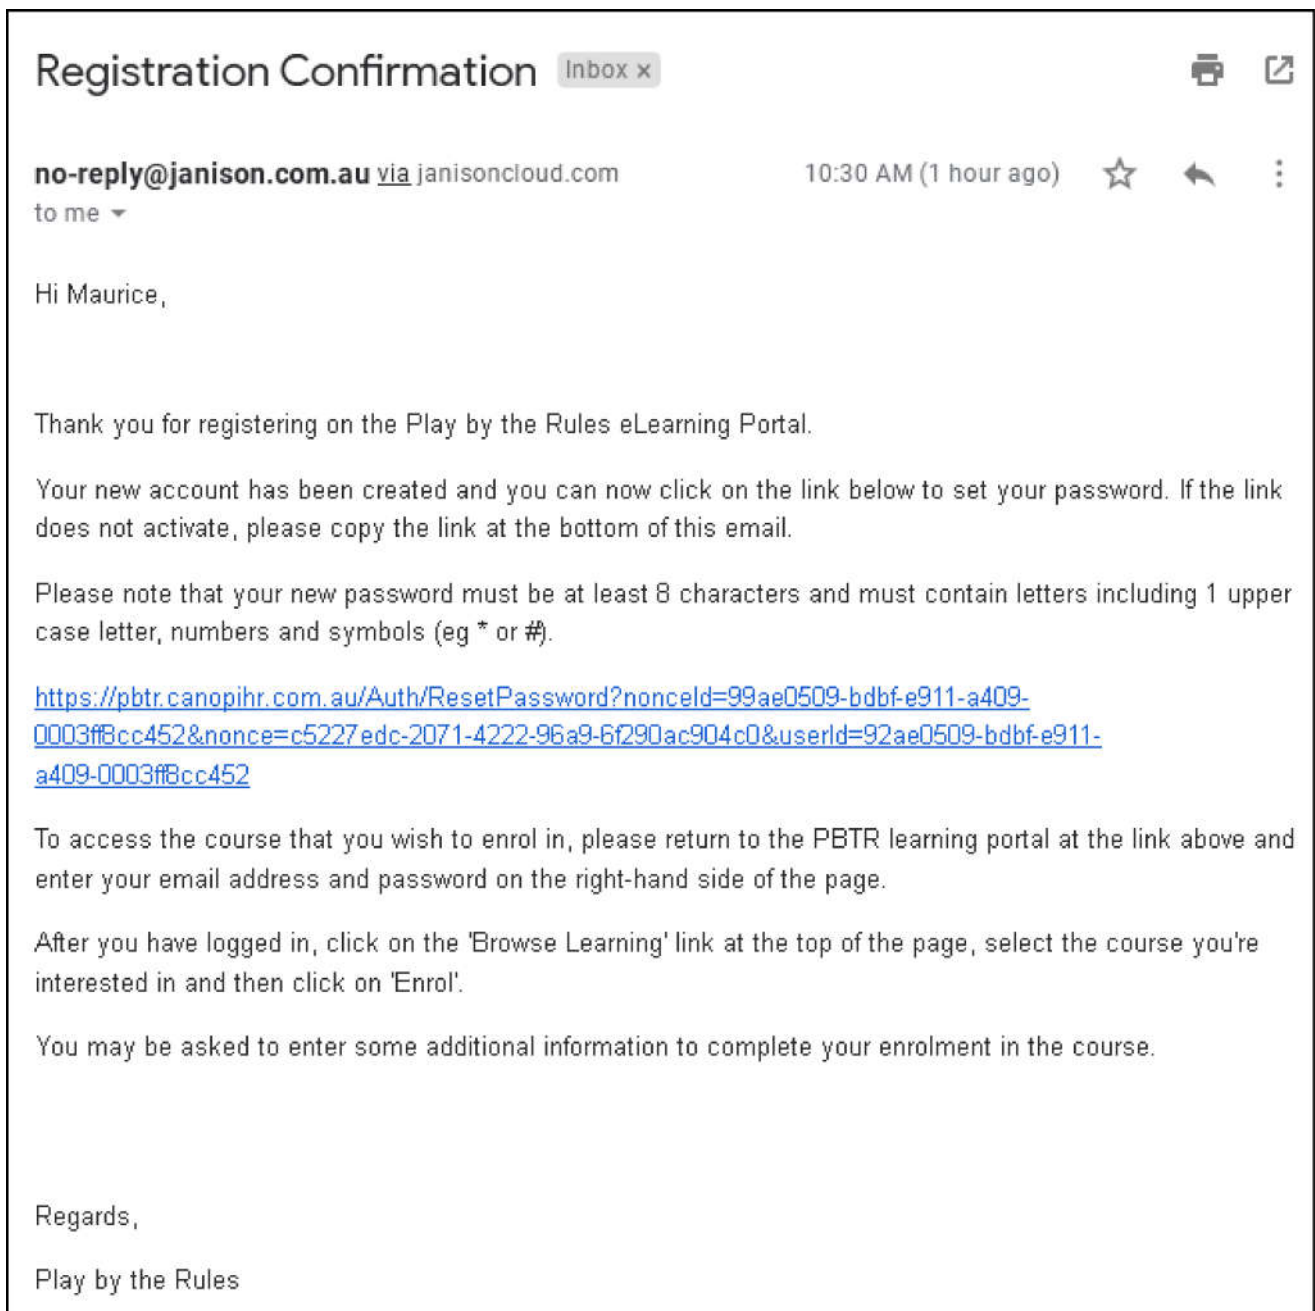 Registration Confirmation Inbox x
no-reply@janison.com.au via janisoncloud.com 10:30 AM (1 hour ago)
to me
Hi Maurice,
Thank you for registering on the Play by the Rules eLearning Portal.
Your new account has been created and you can now click on the link below to set your password. If the link
does not activate, please copy the link at the bottom of this email.
Please note that your new password must be at least 8 characters and must contain letters including 1 upper
case letter, numbers and symbols (eg * or #).
https://pbtr.canopihr.com.au/Auth/ResetPassword?nonceId=99ae0509-bdbf-e911-a409-
0003ff8cc452&nonce=c5227edc-2071-4222-96a9-6f290ac904c0&userId=92ae0509-bdbf-e911-
a409-0003ff8cc452
To access the course that you wish to enrol in, please return to the PBTR learning portal at the link above and
enter your email address and password on the right-hand side of the page.
After you have logged in, click on the 'Browse Learning' link at the top of the page, select the course you're
interested in and then click on 'Enrol'.
You may be asked to enter some additional information to complete your enrolment in the course.
Regards,
Play by the Rules